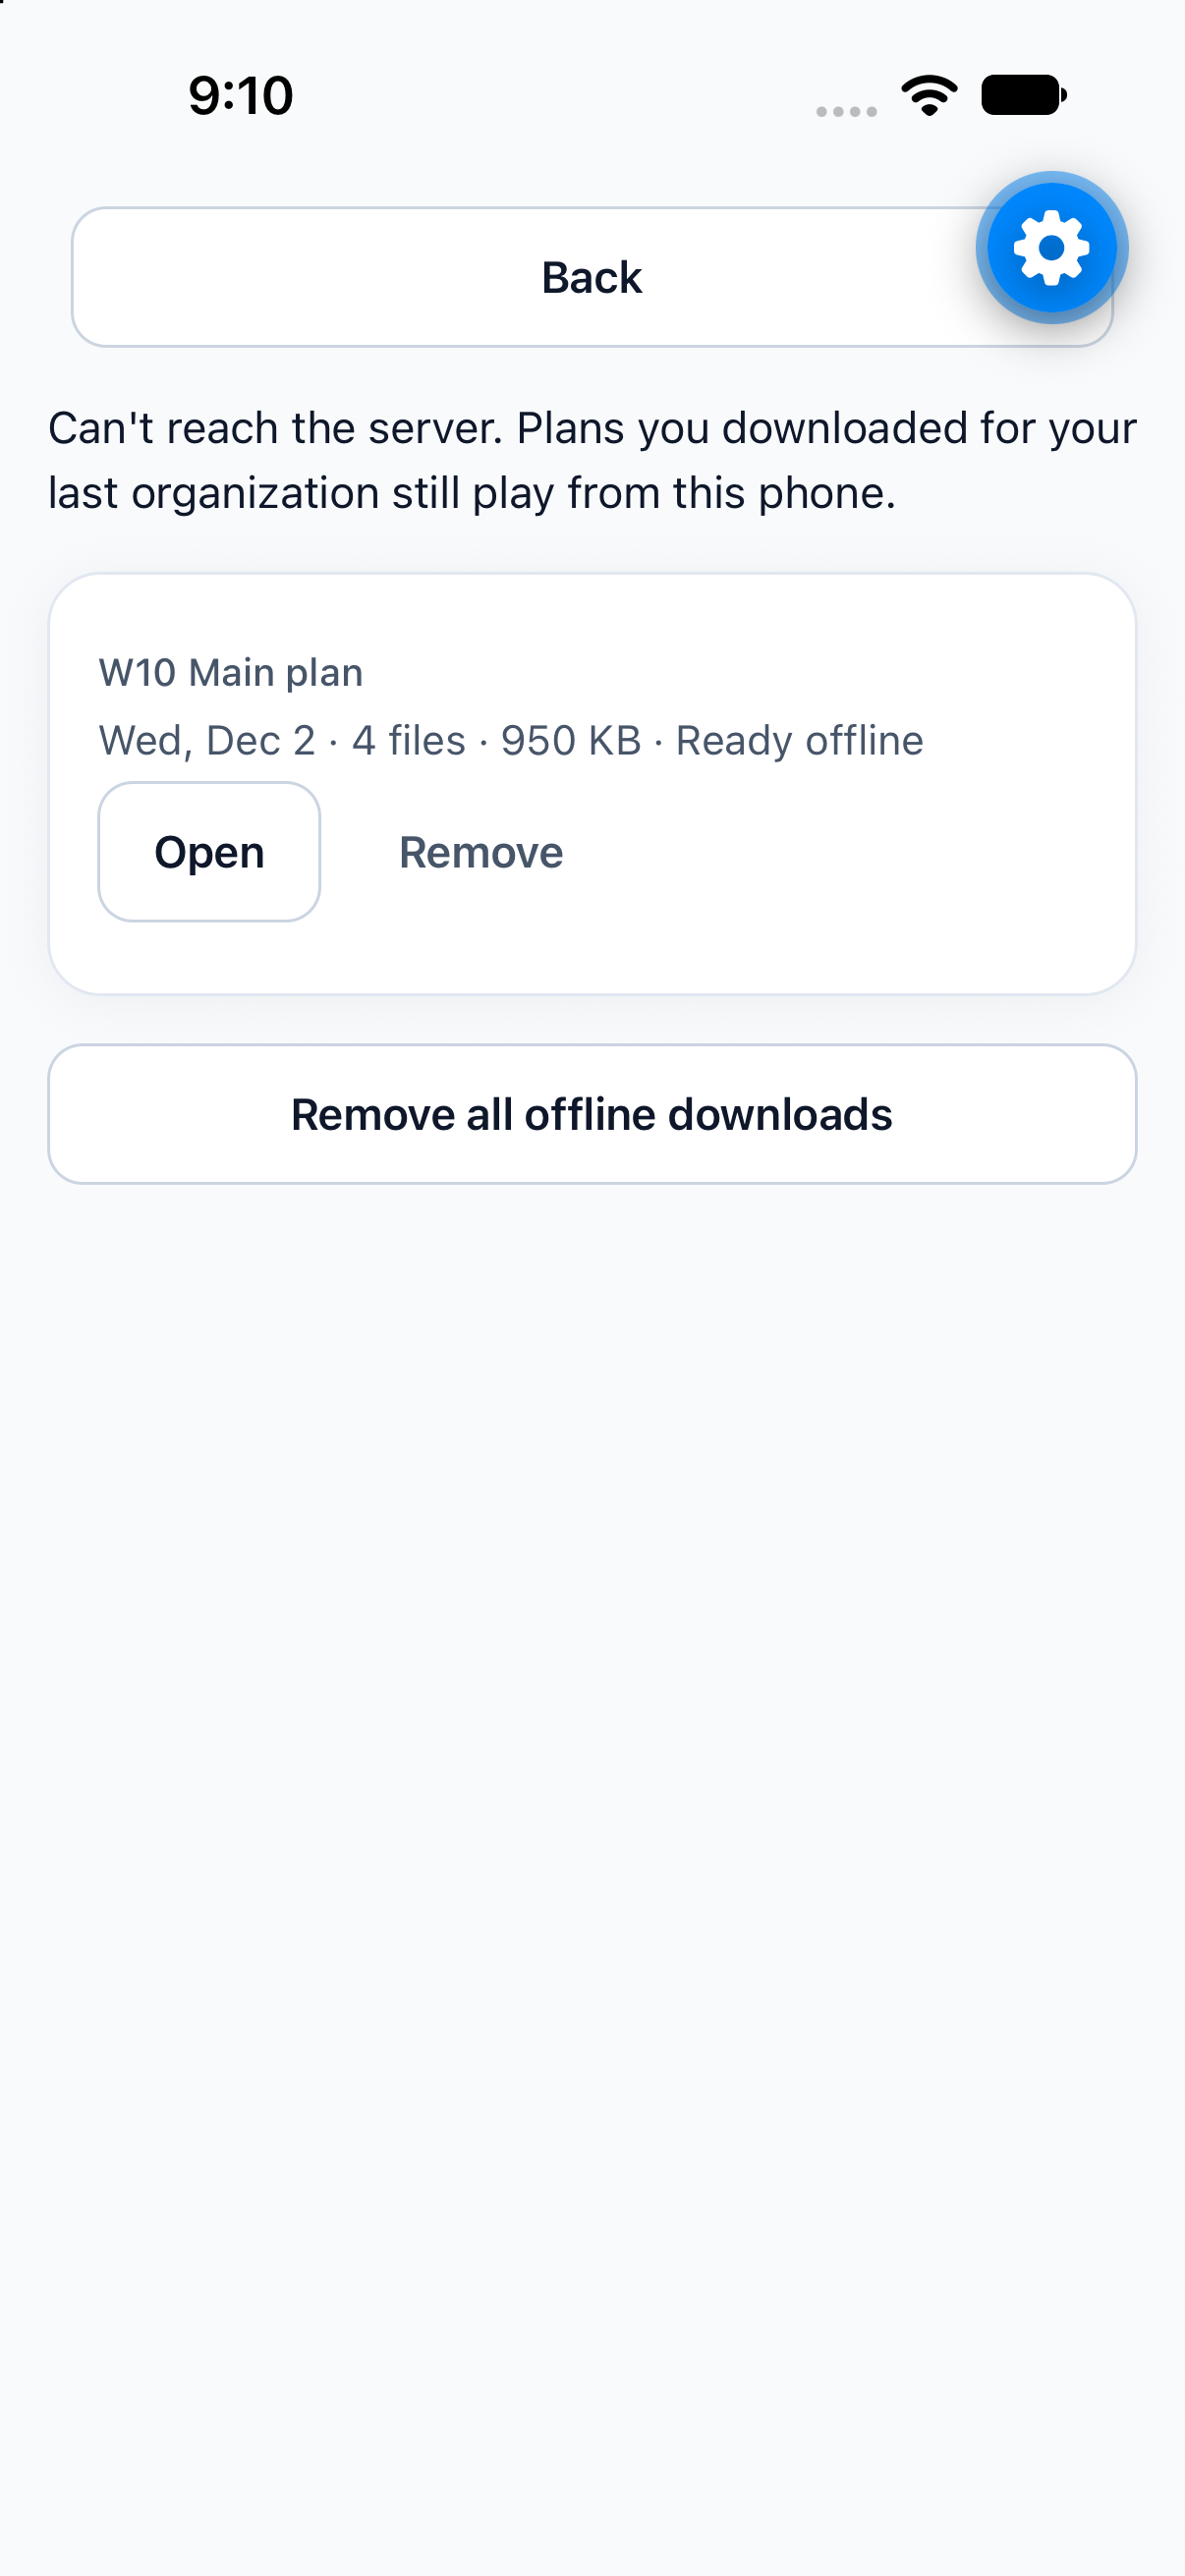 9:10
Back
Can't reach the server. Plans you downloaded for your
last organization still play from this phone.
W10 Main plan
Wed, Dec 2 · 4 files · 950 KB · Ready offline
Open
Remove
Remove all offline downloads